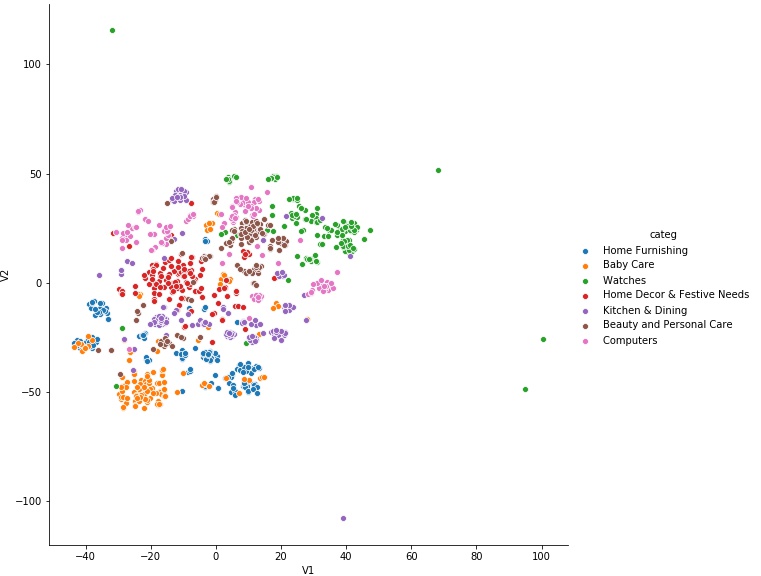 100
50
0
−50
−100
V2
−40
−20
0
20
40
60
80
100
V1
categ
Home Furnishing
Baby Care
Watches
Home Decor & Festive Needs
Kitchen & Dining
Beauty and Personal Care
Computers